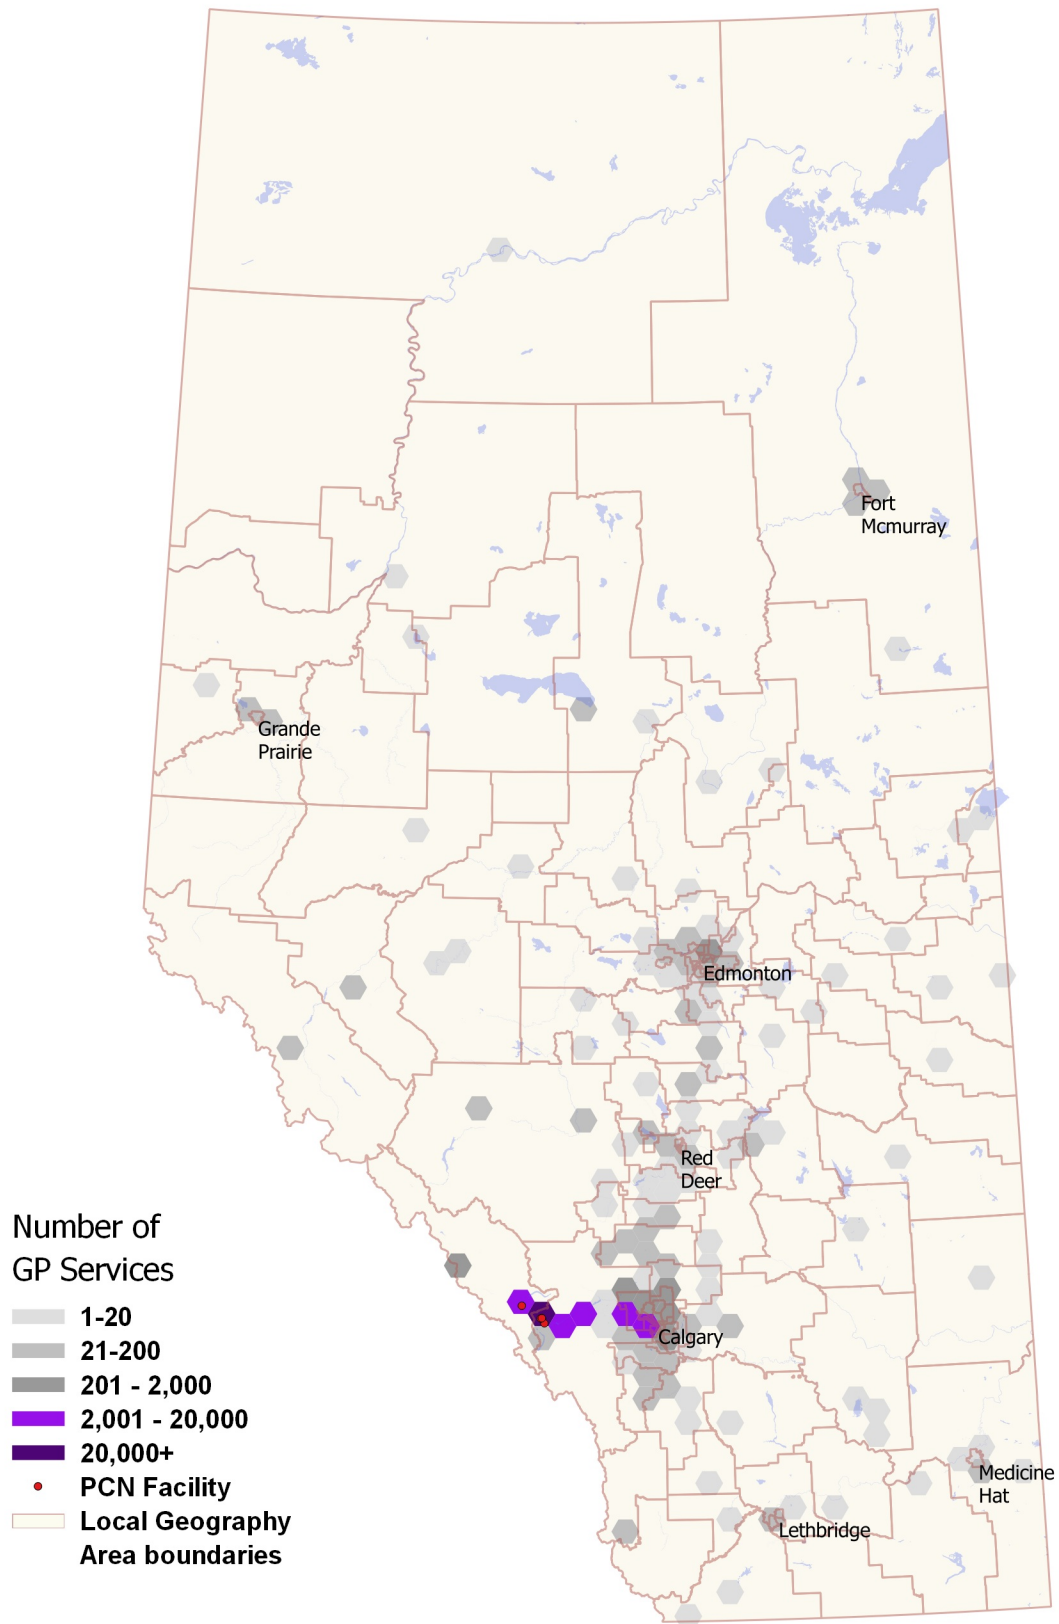 Fort
Mcmurray
Grande
Prairie
Edmonton
Red
Deer
Number of
GP Services
1-20
21-200
201 - 2,000
2,001 - 20,000
20,000+
PCN Facility
Local Geography
Area boundaries
Calgary
Medicine
Hat
Lethbridge